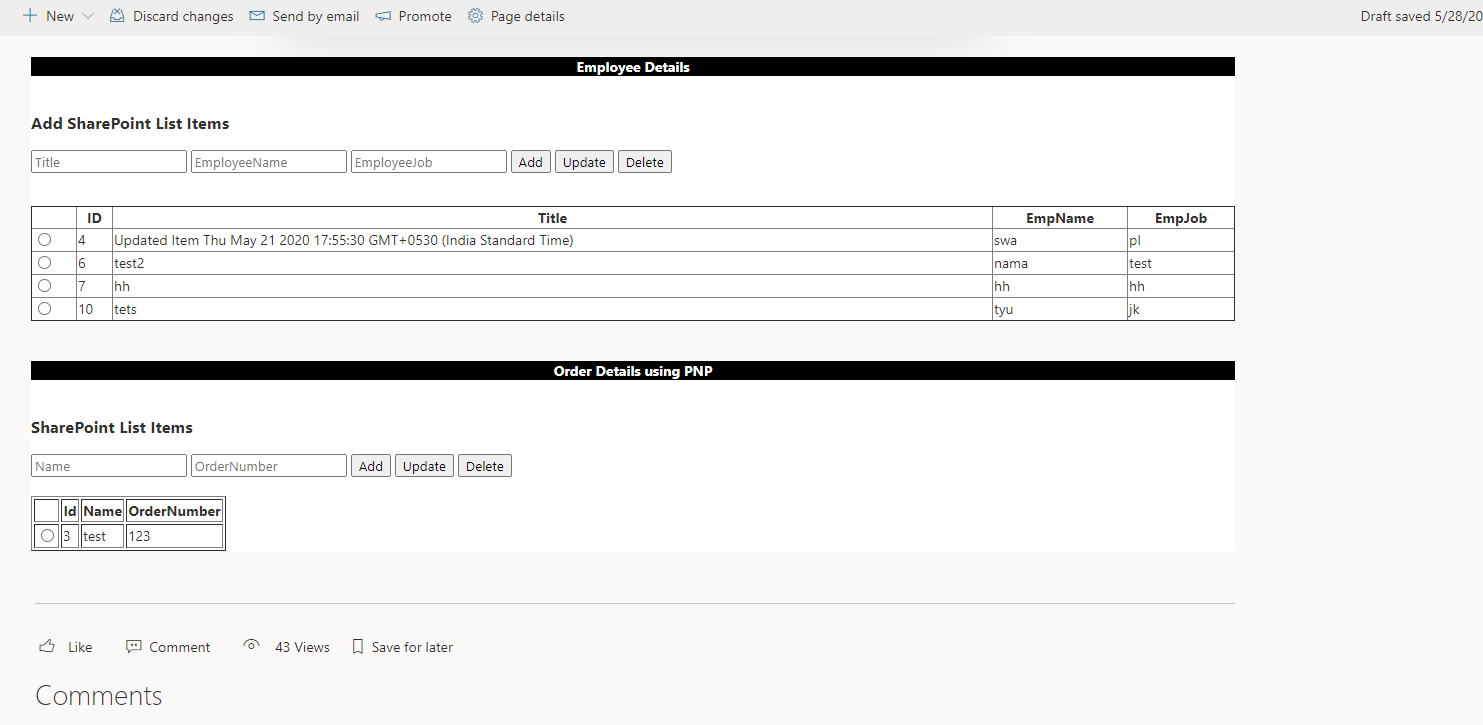 New Discard changes Send by email Promote Page details Draft saved 5/28/20
Employee Details
Add SharePoint List Items
Title EmployeeName EmployeeJob Add Update Delete
ID Title EmpName EmpJob
4 Updated Item Thu May 21 2020 17:55:30 GMT+0530 (India Standard Time) swa pl
6 test2 nama test
7 hh hh hh
10 tets tyu jk
Order Details using PNP
SharePoint List Items
Name OrderNumber Add Update Delete
Id Name OrderNumber
3 test 123
Like Comment 43 Views Save for later
Comments